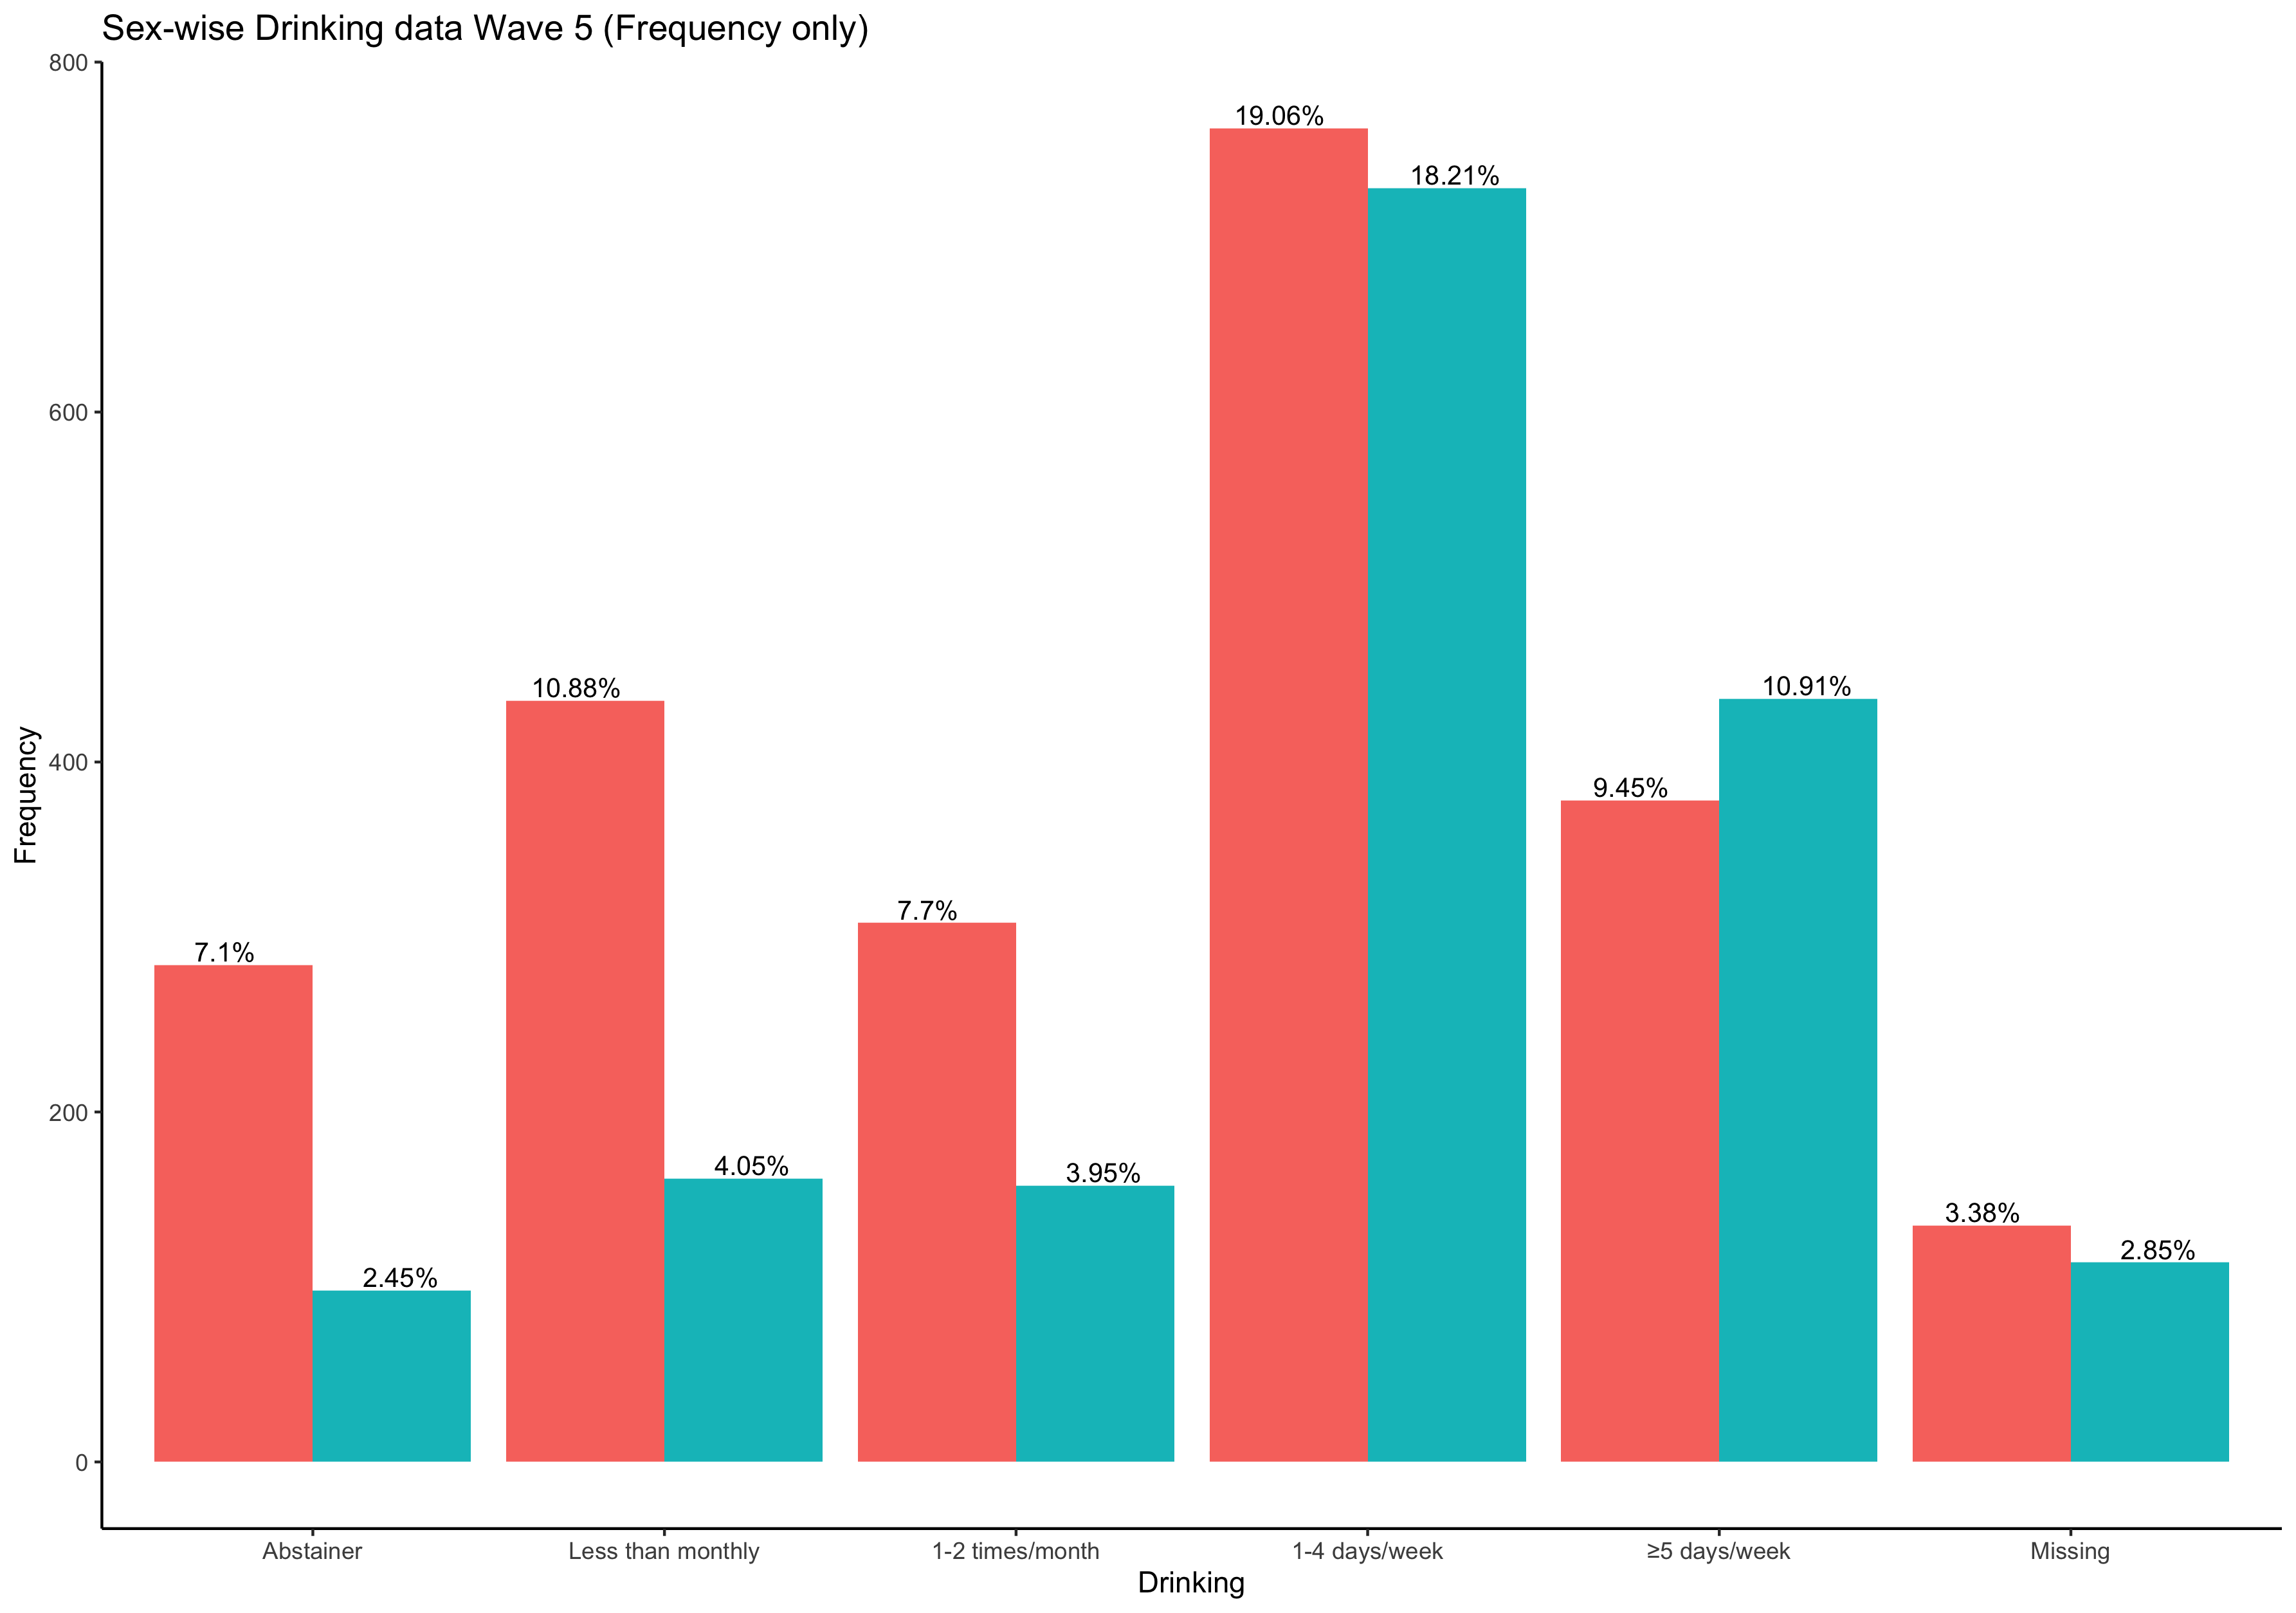 Sex-wise Drinking data Wave 5 (Frequency only)
800
600
400
200
0
Frequency
7.1%
2.45%
10.88%
4.05%
7.7%
3.95%
19.06%
18.21%
9.45%
10.91%
3.38%
2.85%
Abstainer
Less than monthly
1-2 times/month
1-4 days/week
≥5 days/week
Missing
Drinking